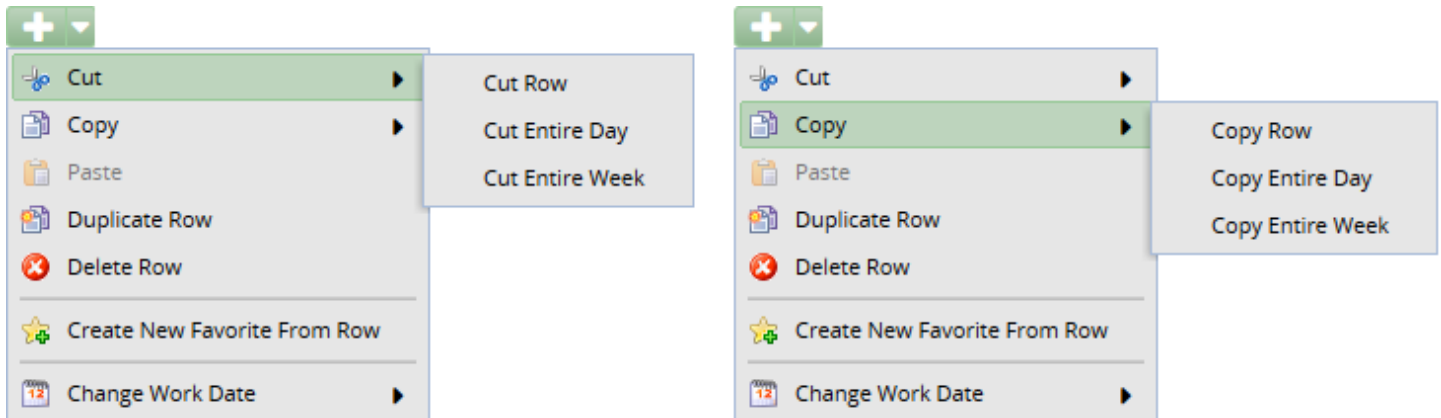 Cut
Cut Row
Copy
Cut Entire Day
Paste
Cut Entire Week
Duplicate Row
Delete Row
Create New Favorite From Row
12 Change Work Date
Cut
Copy
Copy Row
Paste
Copy Entire Day
Duplicate Row
Copy Entire Week
Delete Row
Create New Favorite From Row
12 Change Work Date